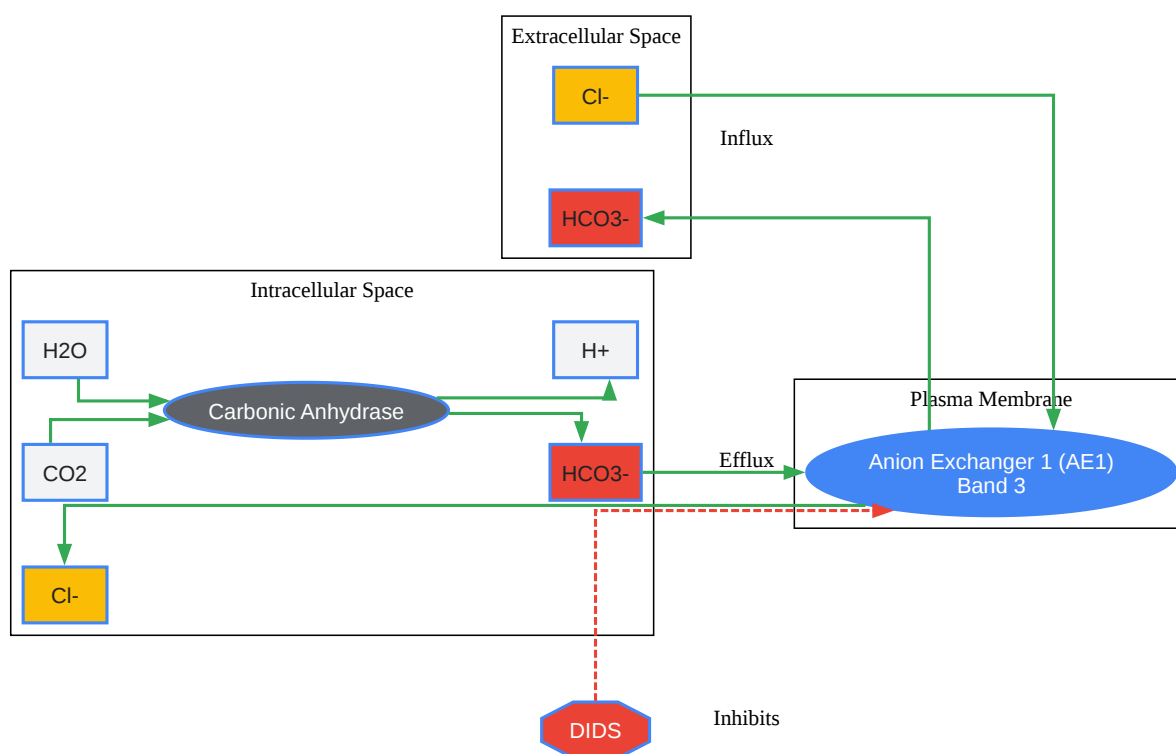 Extracellular Space
Cl-
Influx
HCO3-
Intracellular Space
H2O
H+
Carbonic Anhydrase
CO2
HCO3-
Efflux
Plasma Membrane
Anion Exchanger 1 (AE1)
Band 3
Cl-
DIDS
Inhibits